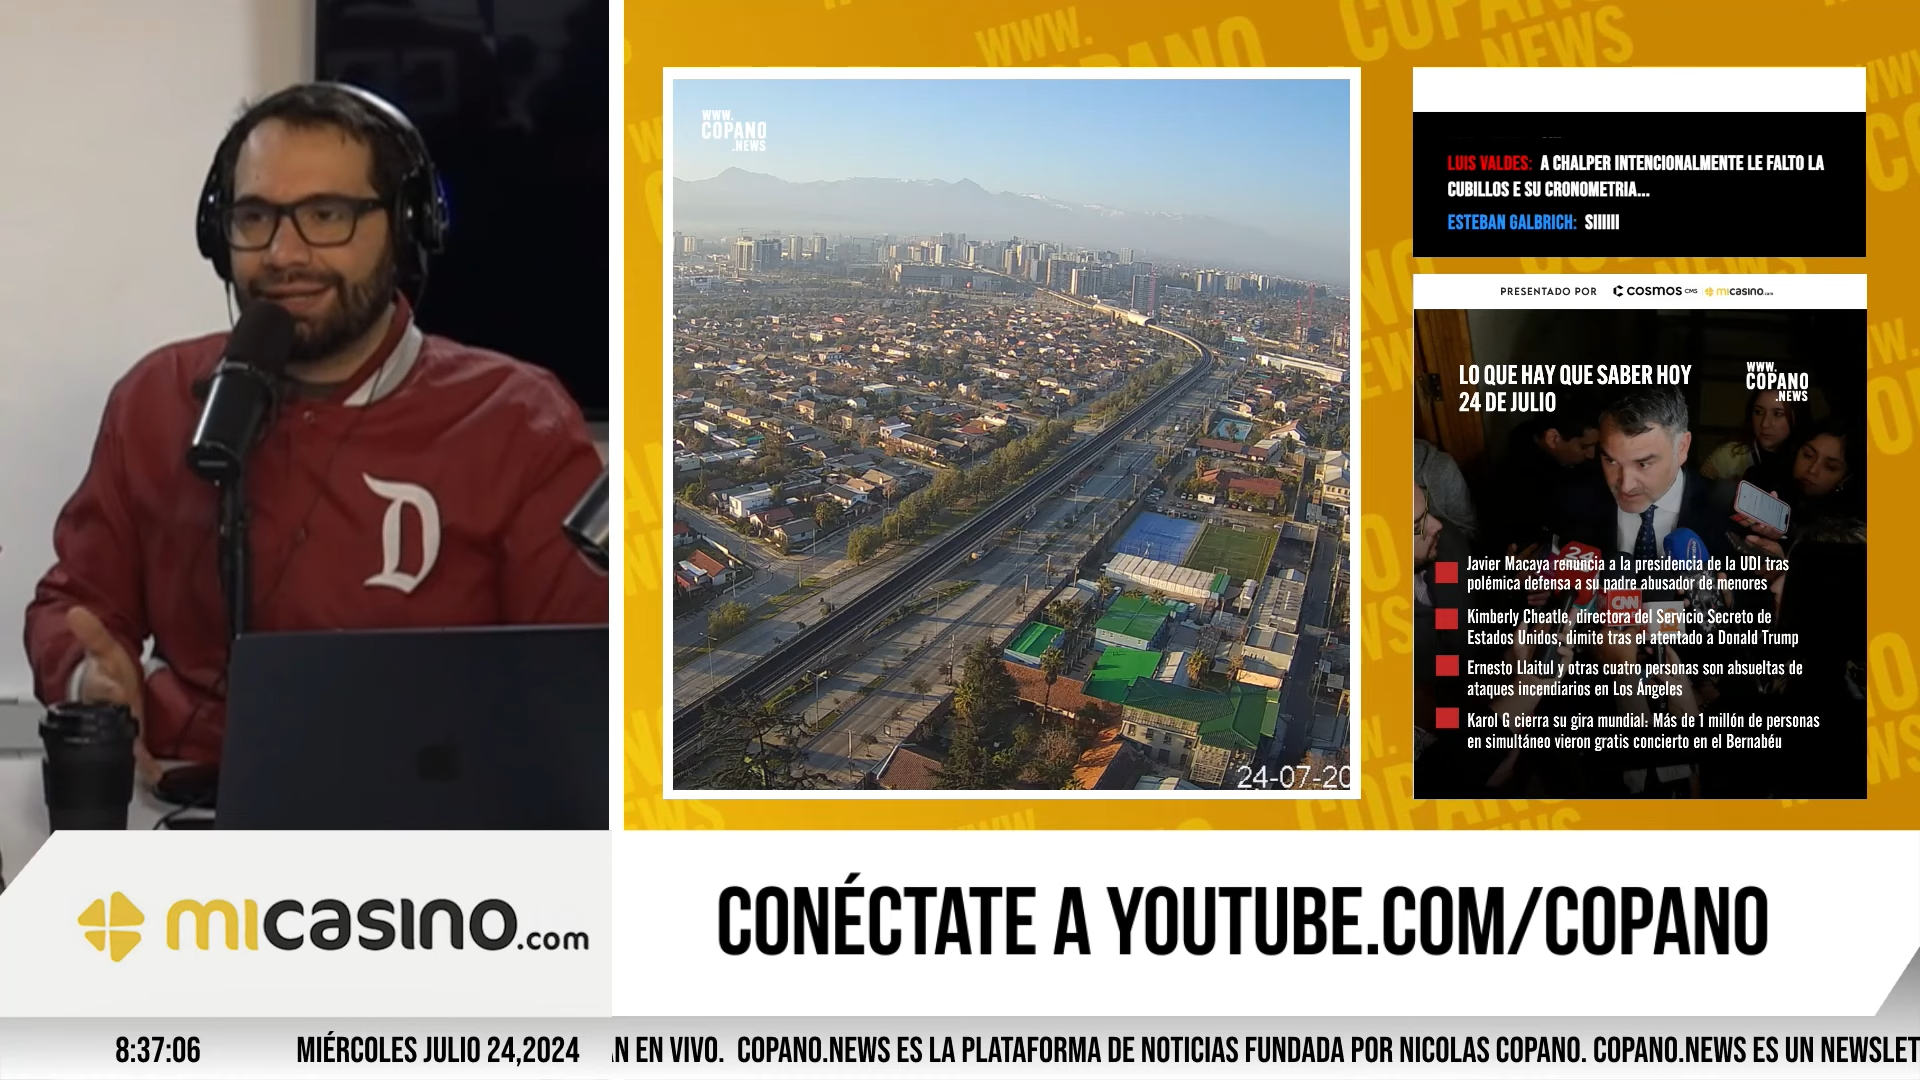 WWW.
COPANO
.NEWS
24-07-20
LUIS VALDES: A CHALPER INTENCIONALMENTE LE FALTO LA
CUBILLOS E SU CRONOMETRIA...
ESTEBAN GALBRICH: SIIIIII
PRESENTADO POR COSMOS CMS micasino.com
LO QUE HAY QUE SABER HOY
24 DE JULIO
WWW.
COPANO
.NEWS
Javier Macaya renuncia a la presidencia de la UDI tras
polémica defensa a su padre abusador de menores
Kimberly Cheatle, directora del Servicio Secreto de
Estados Unidos, dimite tras el atentado a Donald Trump
Ernesto Llaitul y otras cuatro personas son absueltas de
ataques incendiarios en Los Ángeles
Karol G cierra su gira mundial: Más de 1 millón de personas
en simultáneo vieron gratis concierto en el Bernabéu
24
CNN
D
micasino.com
CONÉCTATE A YOUTUBE.COM/COPANO
8:37:06 MIÉRCOLES JULIO 24,2024 N EN VIVO. COPANO.NEWS ES LA PLATAFORMA DE NOTICIAS FUNDADA POR NICOLAS COPANO. COPANO.NEWS ES UN NEWSLET